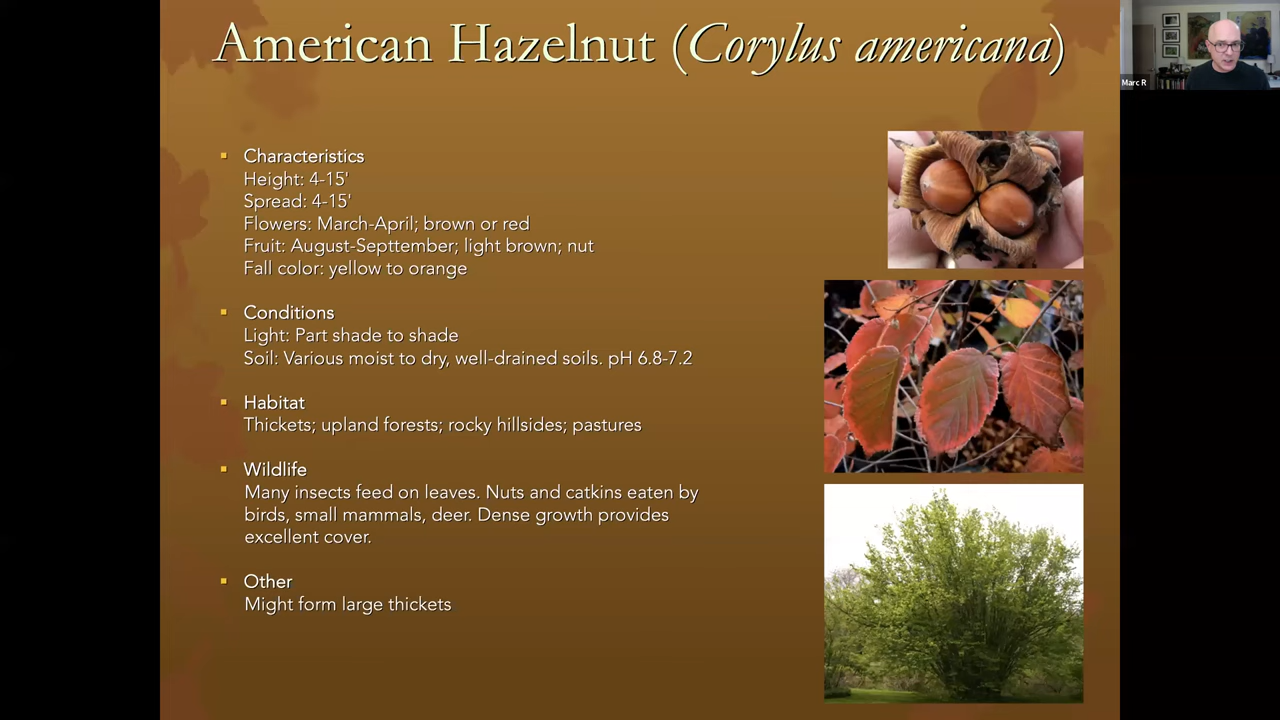 American Hazelnut (Corylus americana)
Marc R
Characteristics
Height: 4-15'
Spread: 4-15'
Flowers: March-April; brown or red
Fruit: August-Septtember; light brown; nut
Fall color: yellow to orange
Conditions
Light: Part shade to shade
Soil: Various moist to dry, well-drained soils. pH 6.8-7.2
Habitat
Thickets; upland forests; rocky hillsides; pastures
Wildlife
Many insects feed on leaves. Nuts and catkins eaten by
birds, small mammals, deer. Dense growth provides
excellent cover.
Other
Might form large thickets